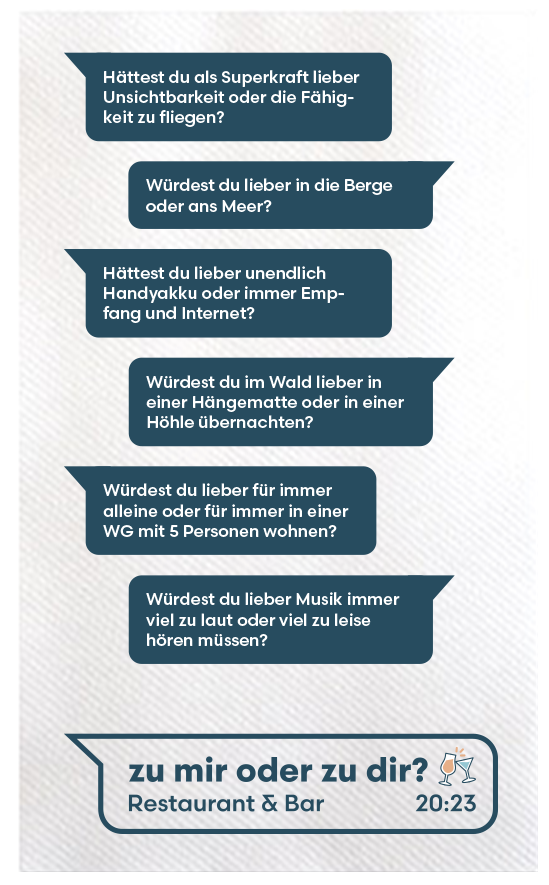 Hättest du als Superkraft lieber
Unsichtbarkeit oder die Fähig-
keit zu fliegen?
Würdest du lieber in die Berge
oder ans Meer?
Hättest du lieber unendlich
Handyakku oder immer Emp-
fang und Internet?
Würdest du im Wald lieber in
einer Hängematte oder in einer
Höhle übernachten?
Würdest du lieber für immer
alleine oder für immer in einer
WG mit 5 Personen wohnen?
Würdest du lieber Musik immer
viel zu laut oder viel zu leise
hören müssen?
zu mir oder zu dir?
Restaurant & Bar 20:23